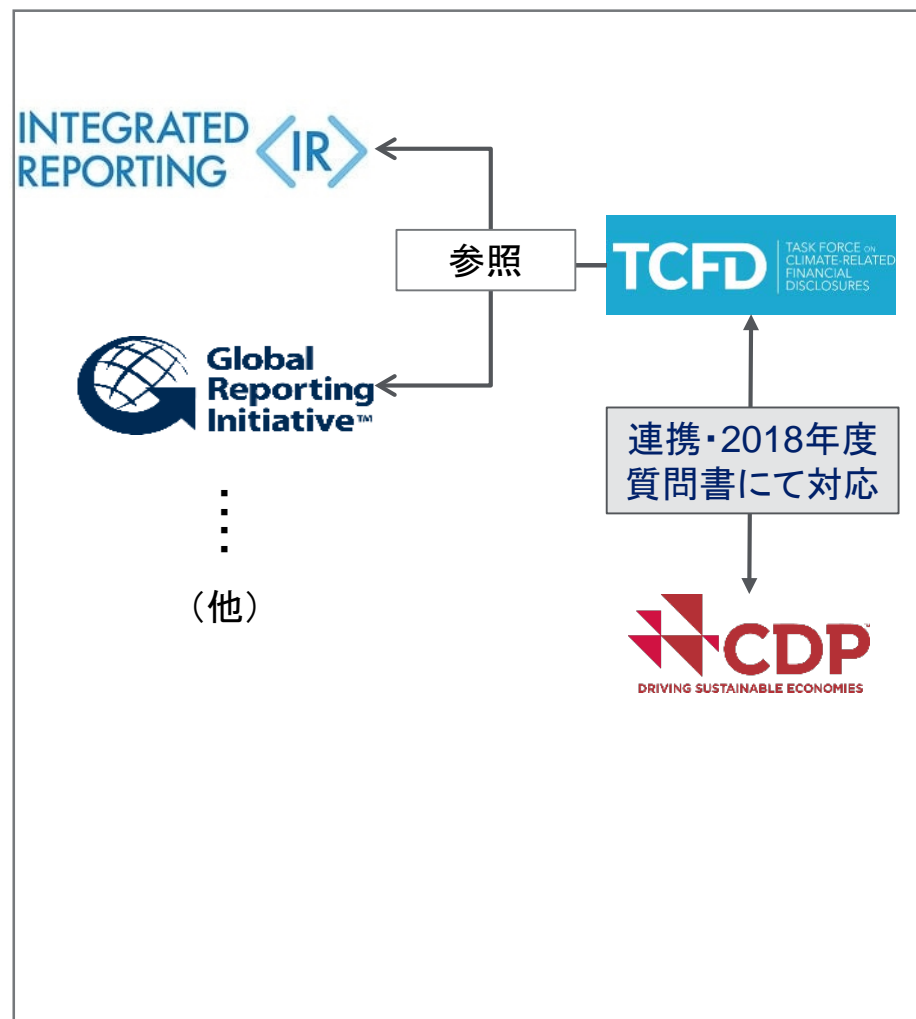 INTEGRATED
REPORTING
<IR>
参照
TCFD
TASK FORCE ON
CLIMATE-RELATED
FINANCIAL
DISCLOSURES
Global
Reporting
Initiative™
連携・2018年度
質問書にて対応
（他）
CDP™
DRIVING SUSTAINABLE ECONOMIES